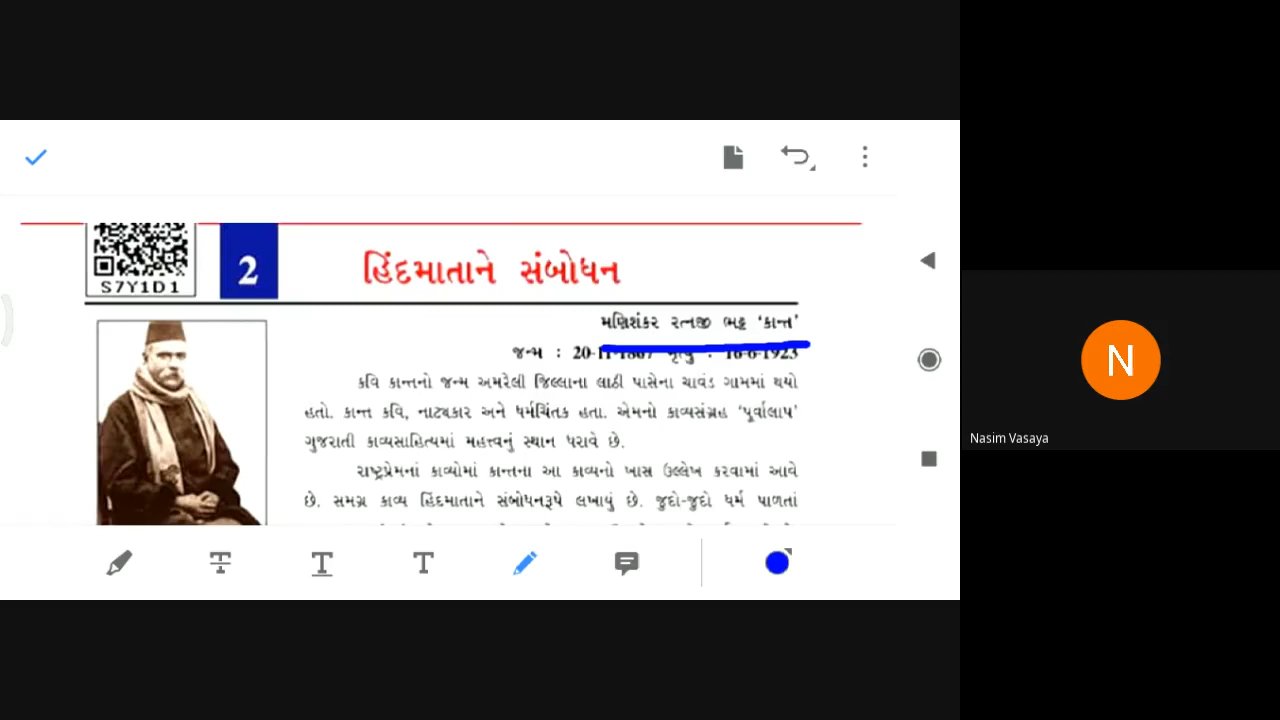 S7Y1D1
2
હિંદમાતાને સંબોધન
મણિશંકર રત્નજી ભટ્ટ ‘કાન્ત’
જન્મ : 20-11-1867 મૃત્યુ : 16-6-1923
કવિ કાન્તનો જન્મ અમરેલી જિલ્લાના લાઠી પાસેના ચાવંડ ગામમાં થયો
હતો. કાન્ત કવિ, નાટ્યકાર અને ધર્મચિંતક હતા. એમનો કાવ્યસંગ્રહ ‘પૂર્વાલાપ’
ગુજરાતી કાવ્યસાહિત્યમાં મહત્ત્વનું સ્થાન ધરાવે છે.
રાષ્ટ્રપ્રેમનાં કાવ્યોમાં કાન્તના આ કાવ્યનો ખાસ ઉલ્લેખ કરવામાં આવે
છે. સમગ્ર કાવ્ય હિંદમાતાને સંબોધનરૂપે લખાયું છે. જુદો-જુદો ધર્મ પાળતાં
N
Nasim Vasaya